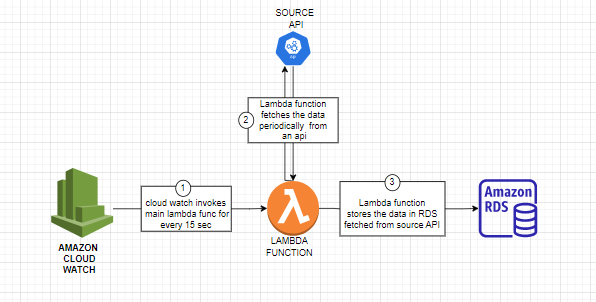 SOURCE
API
Lambda function
fetches the data
periodically from
an api
2
1
cloud watch invokes
main lambda func for
every 15 sec
3
Lambda function
stores the data in RDS
fetched from source API
Amazon
RDS
AMAZON
CLOUD
WATCH
LAMBDA
FUNCTION